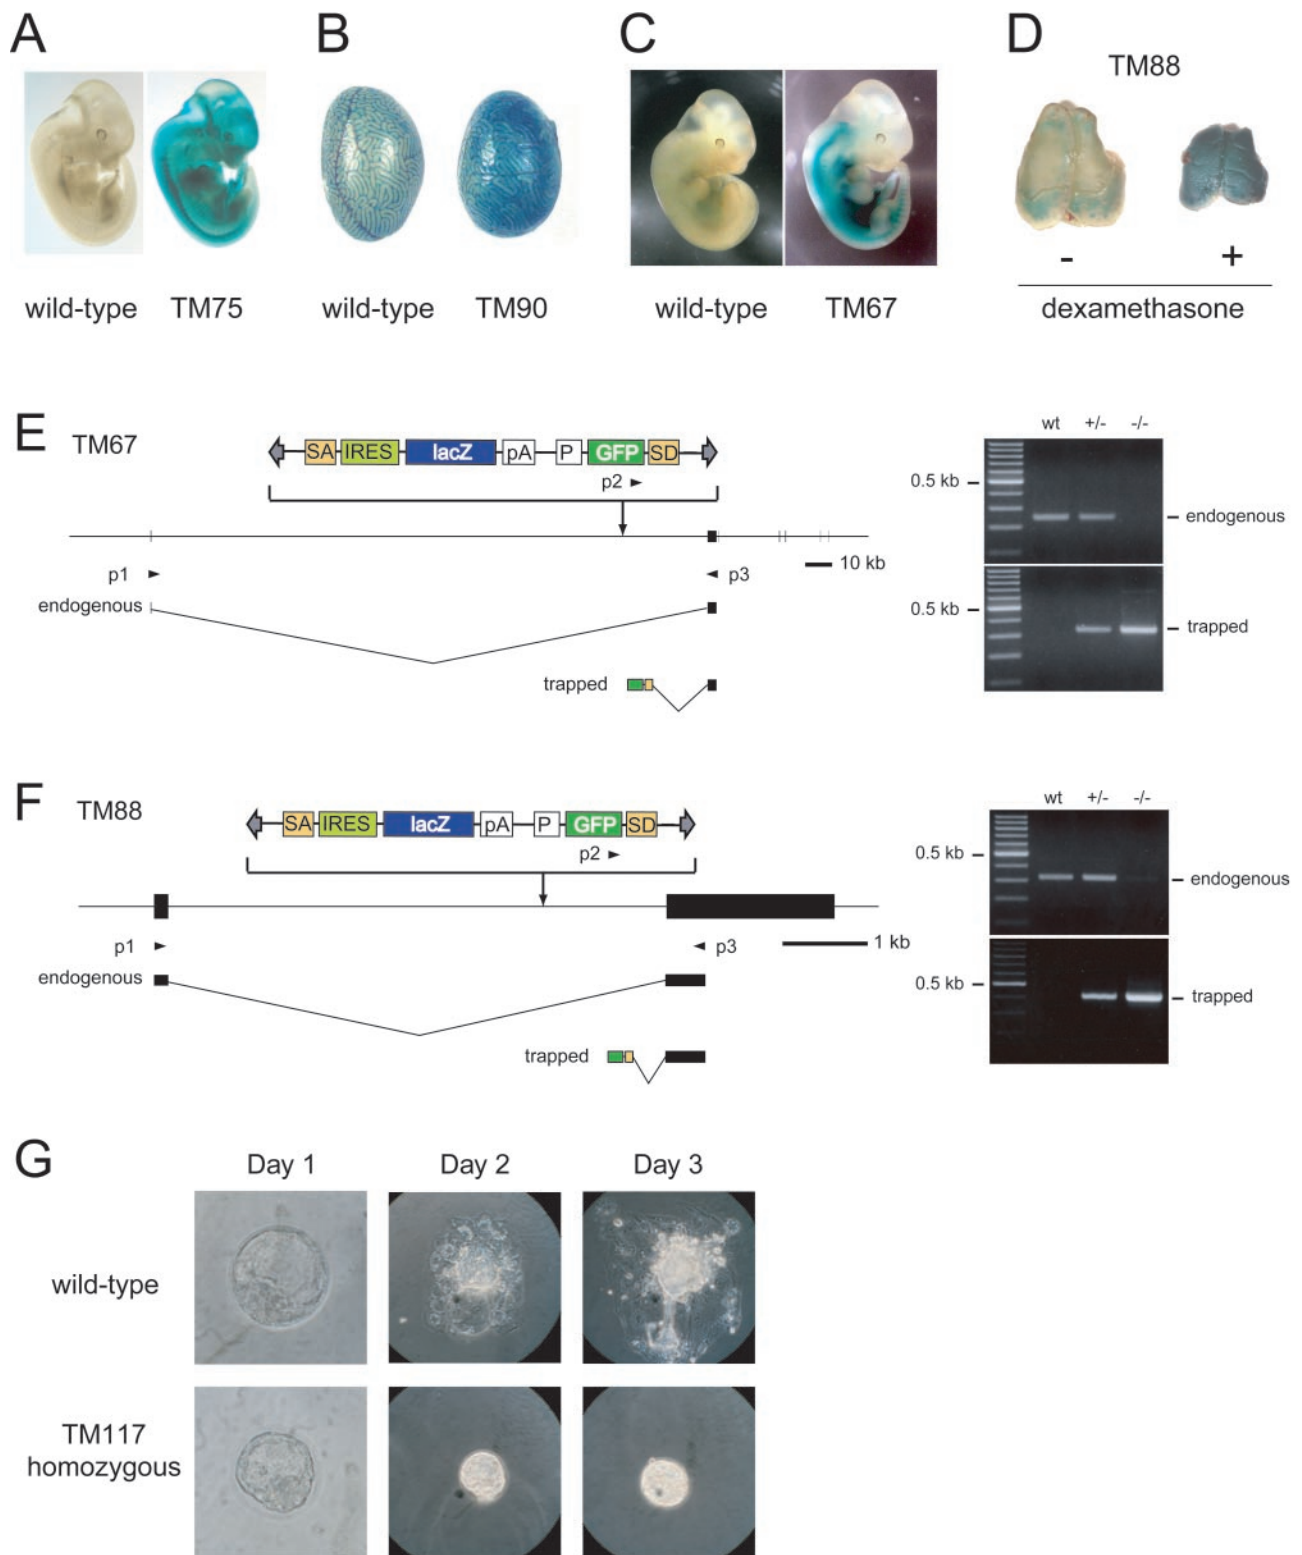 A
B
C
D
TM88
wild-type
TM75
wild-type
TM90
wild-type
TM67
-
+
dexamethasone
E
TM67
SA IRES lacZ pA P GFP SD
p2
p1
p3
10 kb
endogenous
trapped
wt +/- -/-
0.5 kb
endogenous
0.5 kb
trapped
F
TM88
SA IRES lacZ pA P GFP SD
p2
p1
p3
1 kb
endogenous
trapped
wt +/- -/-
0.5 kb
endogenous
0.5 kb
trapped
G
Day 1
Day 2
Day 3
wild-type
TM117
homozygous